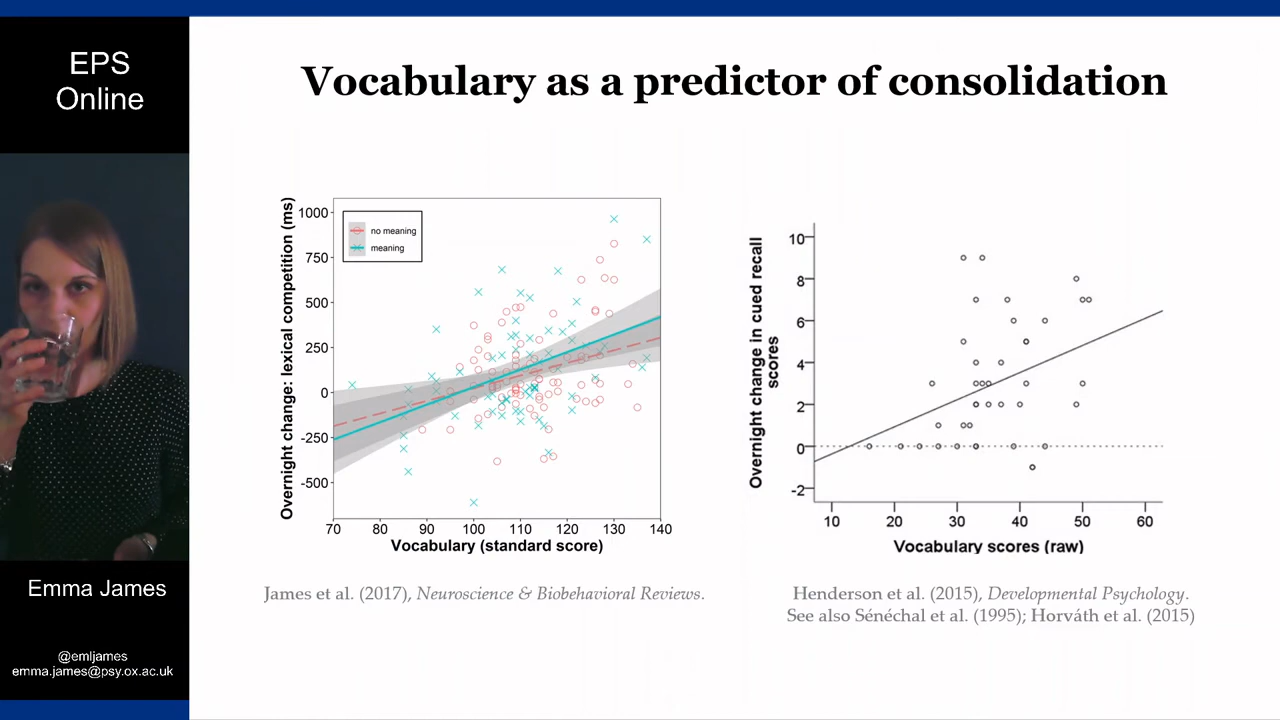 EPS
Online
Vocabulary as a predictor of consolidation
Overnight change: lexical competition (ms)
1000
750
500
250
0
-250
-500
no meaning
meaning
70 80 90 100 110 120 130 140
Vocabulary (standard score)
James et al. (2017), Neuroscience & Biobehavioral Reviews.
Overnight change in cued recall
scores
10
8
6
4
2
0
-2
10 20 30 40 50 60
Vocabulary scores (raw)
Henderson et al. (2015), Developmental Psychology.
See also Sénéchal et al. (1995); Horváth et al. (2015)
Emma James
@emljames
emma.james@psy.ox.ac.uk